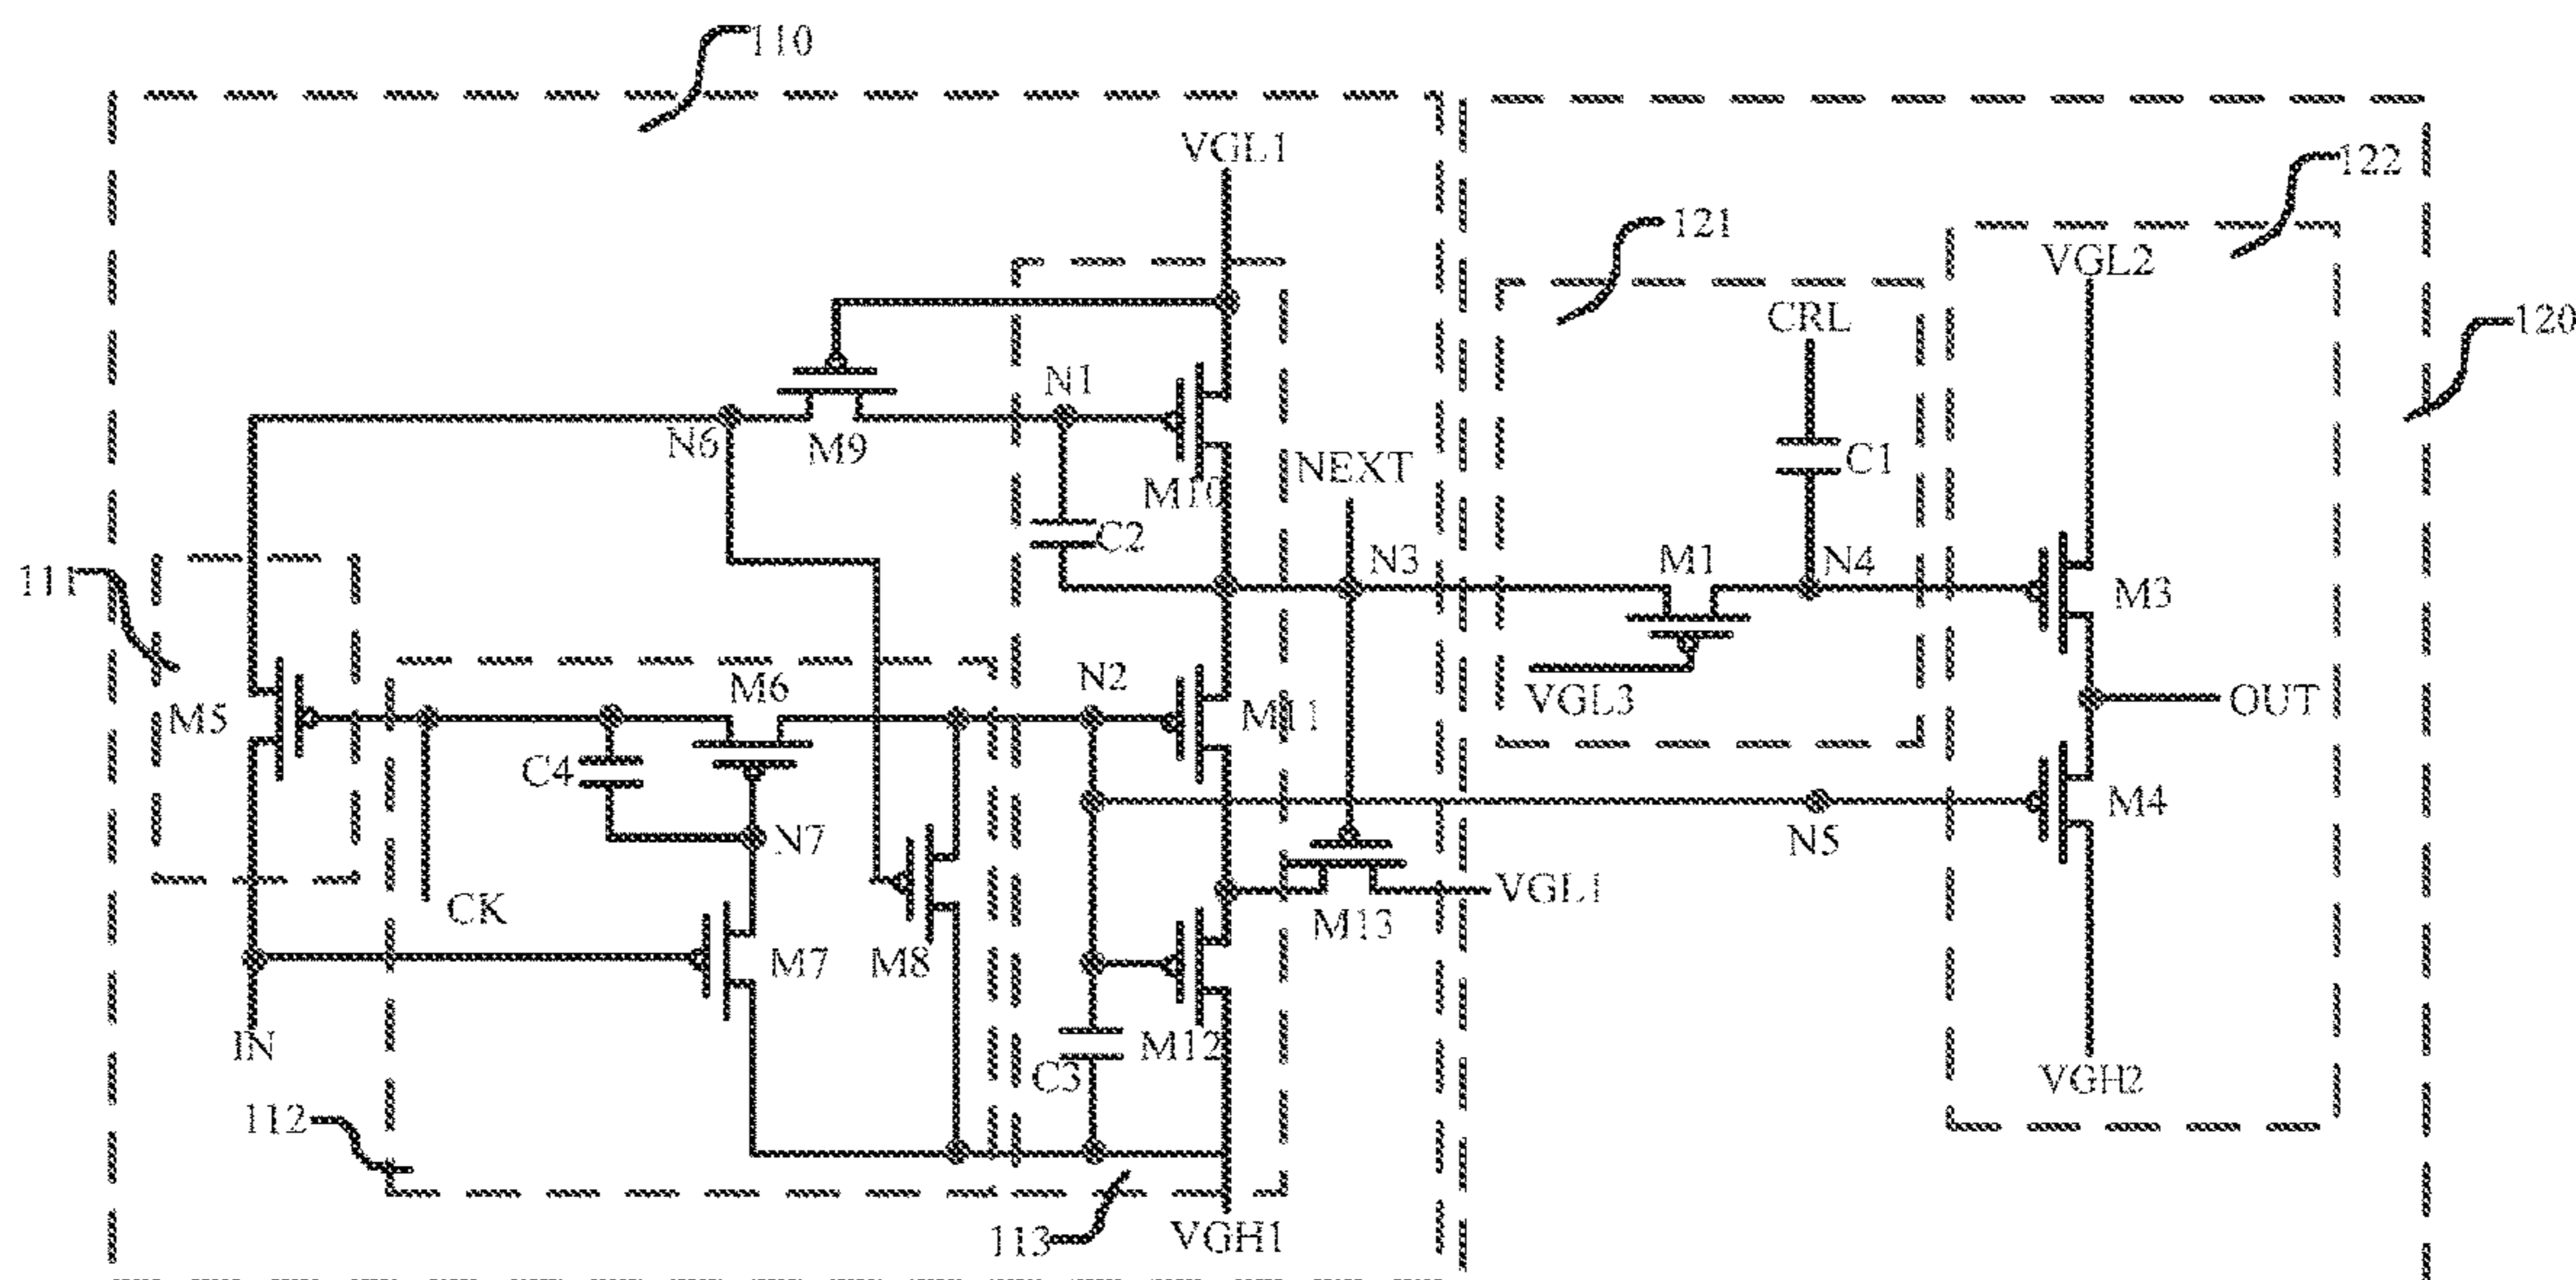 110
VGL1
122
121
VGL2
CRL
120
N1
N6
M9
C1
NEXT
M10
C2
N3
M1
N4
M3
111
M6
N2
VGL3
OUT
M5
M11
C4
M4
N7
N5
CK
VGL1
M13
M7
M8
IN
M12
C3
VGH2
112
113
VGH1